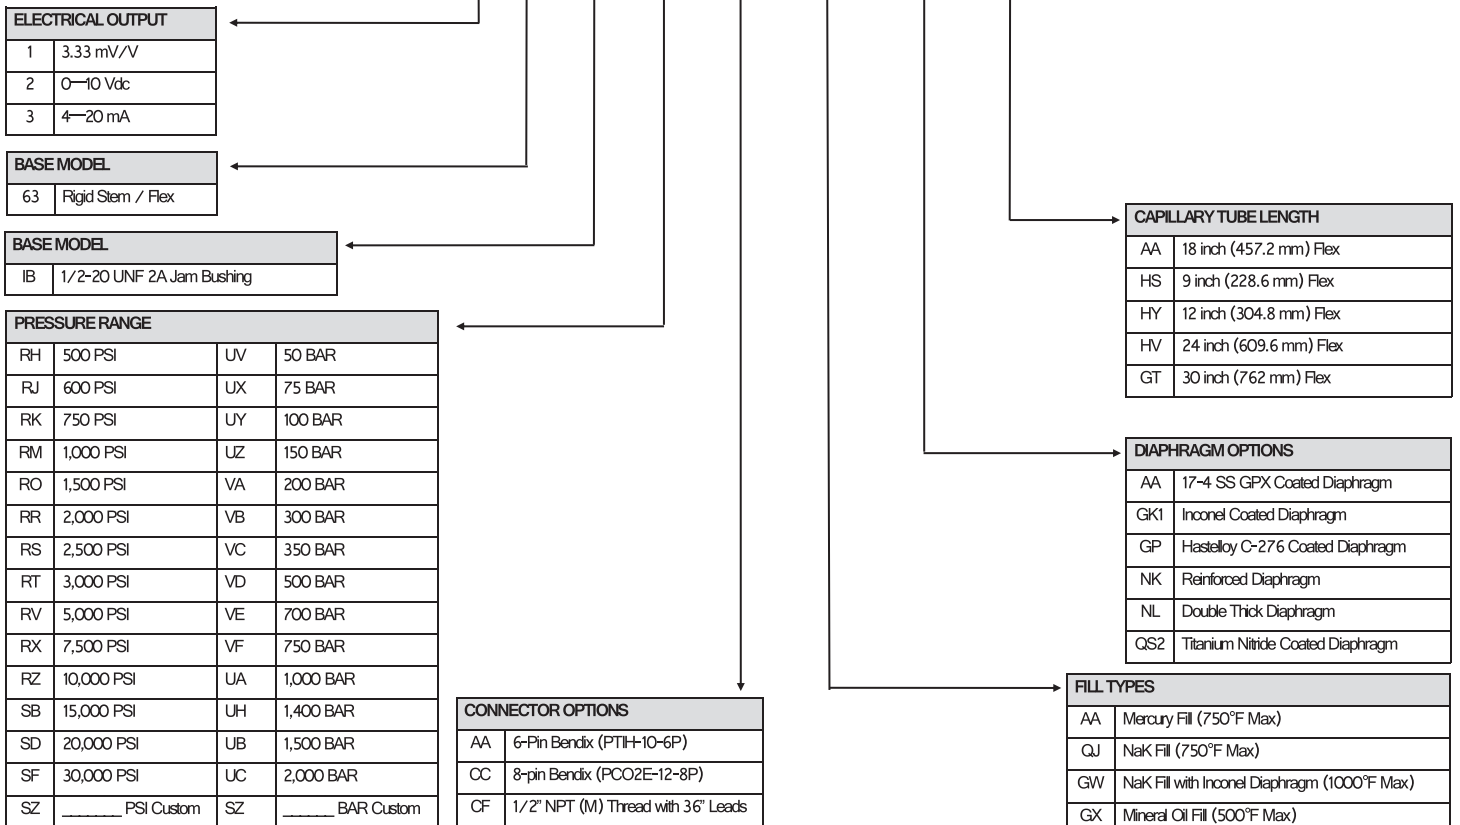 ELECTRICAL OUTPUT
1 3.33 mV/V
2 0—10 Vdc
3 4—20 mA
BASE MODEL
63 Rigid Stem / Flex
BASE MODEL
IB 1/2-20 UNF 2A Jam Bushing
PRESSURE RANGE
RH 500 PSI UV 50 BAR
RJ 600 PSI UX 75 BAR
RK 750 PSI UY 100 BAR
RM 1,000 PSI UZ 150 BAR
RO 1,500 PSI VA 200 BAR
RR 2,000 PSI VB 300 BAR
RS 2,500 PSI VC 350 BAR
RT 3,000 PSI VD 500 BAR
RV 5,000 PSI VE 700 BAR
RX 7,500 PSI VF 750 BAR
RZ 10,000 PSI UA 1,000 BAR
SB 15,000 PSI UH 1,400 BAR
SD 20,000 PSI UB 1,500 BAR
SF 30,000 PSI UC 2,000 BAR
SZ _______ PSI Custom SZ ______ BAR Custom
CONNECTOR OPTIONS
AA 6-Pin Bendix (PTIH-10-6P)
CC 8-pin Bendix (PCO2E-12-8P)
CF 1/2" NPT (M) Thread with 36" Leads
CAPILLARY TUBE LENGTH
AA 18 inch (457.2 mm) Flex
HS 9 inch (228.6 mm) Flex
HY 12 inch (304.8 mm) Flex
HV 24 inch (609.6 mm) Flex
GT 30 inch (762 mm) Flex
DIAPHRAGM OPTIONS
AA 17-4 SS GPX Coated Diaphragm
GK1 Inconel Coated Diaphragm
GP Hastelloy C-276 Coated Diaphragm
NK Reinforced Diaphragm
NL Double Thick Diaphragm
QS2 Titanium Nitride Coated Diaphragm
FILL TYPES
AA Mercury Fill (750°F Max)
QJ NaK Fill (750°F Max)
GW NaK Fill with Inconel Diaphragm (1000°F Max)
GX Mineral Oil Fill (500°F Max)